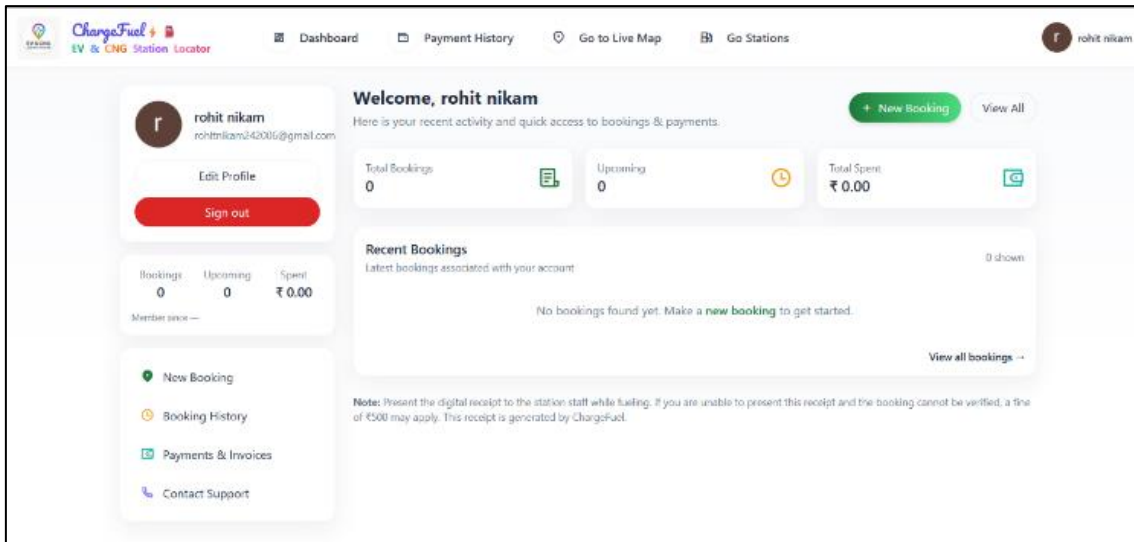 ChargeFuel
EV & CNG Station Locator
Dashboard
Payment History
Go to Live Map
Go Stations
r
rohit nikam
r
rohit nikam
Edit Profile
Sign out
Bookings Upcoming Spent
0 0 ₹ 0.00
Member since —
New Booking
Booking History
Payments & Invoices
Contact Support
Welcome, rohit nikam
Here is your recent activity and quick access to bookings & payments.
+ New Booking
View All
Total Bookings
0
Upcoming
0
Total Spent
₹ 0.00
Recent Bookings
Latest bookings associated with your account
0 shown
No bookings found yet. Make a new booking to get started.
View all bookings →
Note: Present the digital receipt to the station staff while fueling. If you are unable to present this receipt and the booking cannot be verified, a fine
of ₹500 may apply. This receipt is generated by ChargeFuel.